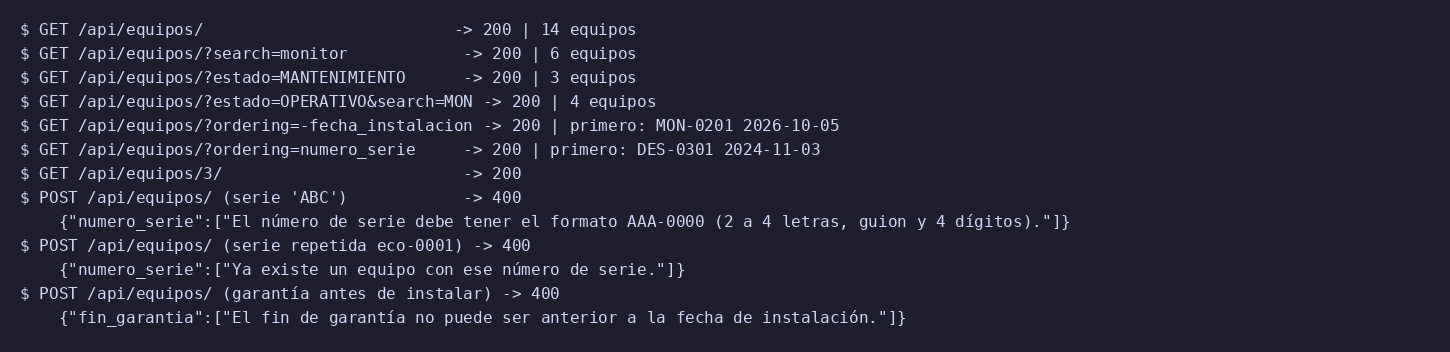 $ GET /api/equipos/                          -> 200 | 14 equipos
$ GET /api/equipos/?search=monitor            -> 200 | 6 equipos
$ GET /api/equipos/?estado=MANTENIMIENTO      -> 200 | 3 equipos
$ GET /api/equipos/?estado=OPERATIVO&search=MON -> 200 | 4 equipos
$ GET /api/equipos/?ordering=-fecha_instalacion -> 200 | primero: MON-0201 2026-10-05
$ GET /api/equipos/?ordering=numero_serie     -> 200 | primero: DES-0301 2024-11-03
$ GET /api/equipos/3/                         -> 200
$ POST /api/equipos/ (serie 'ABC')            -> 400
    {"numero_serie":["El número de serie debe tener el formato AAA-0000 (2 a 4 letras, guion y 4 dígitos)."]}
$ POST /api/equipos/ (serie repetida eco-0001) -> 400
    {"numero_serie":["Ya existe un equipo con ese número de serie."]}
$ POST /api/equipos/ (garantía antes de instalar) -> 400
    {"fin_garantia":["El fin de garantía no puede ser anterior a la fecha de instalación."]}